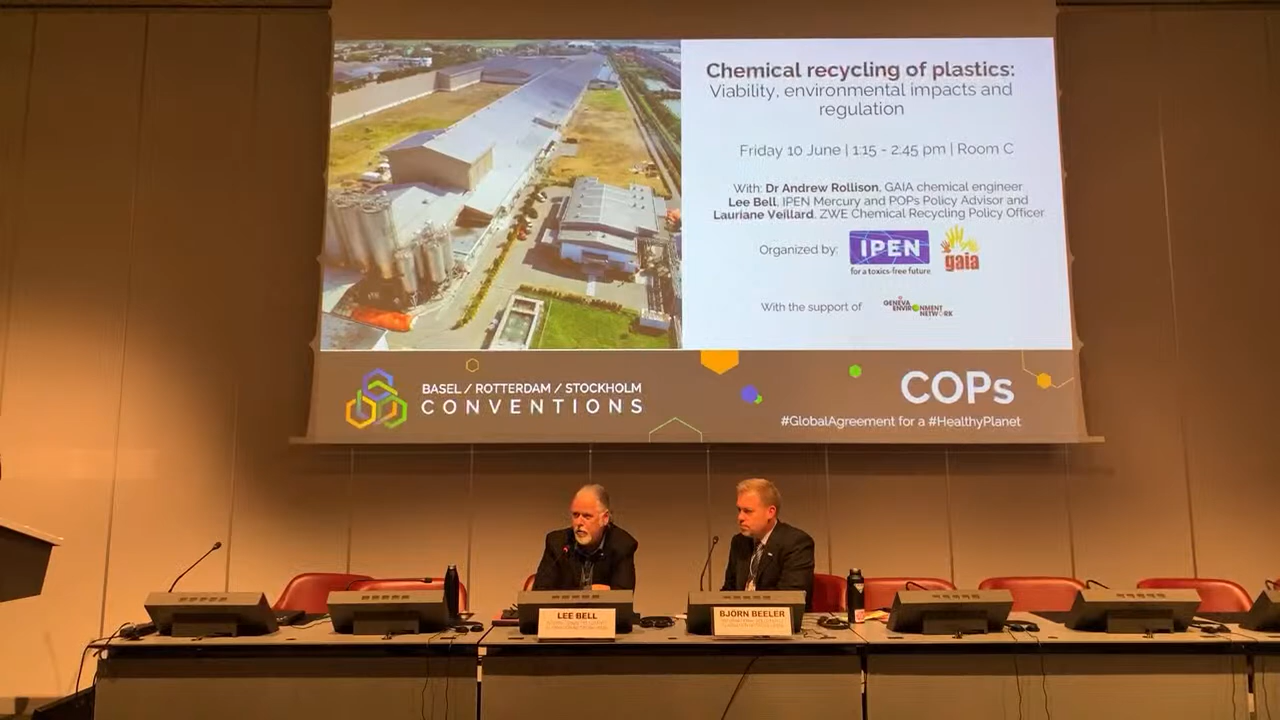 Chemical recycling of plastics:
Viability, environmental impacts and
regulation
Friday 10 June | 1:15 - 2:45 pm | Room C
With: Dr Andrew Rollison, GAIA chemical engineer
Lee Bell, IPEN Mercury and POPs Policy Advisor and
Lauriane Veillard, ZWE Chemical Recycling Policy Officer
Organized by:
IPEN
for a toxics-free future
gaia
With the support of
GENEVA
ENVIRONMENT
NETWORK
BASEL / ROTTERDAM / STOCKHOLM
CONVENTIONS
COPs
#GlobalAgreement for a #HealthyPlanet
LEE BELL
BJÖRN BEELER